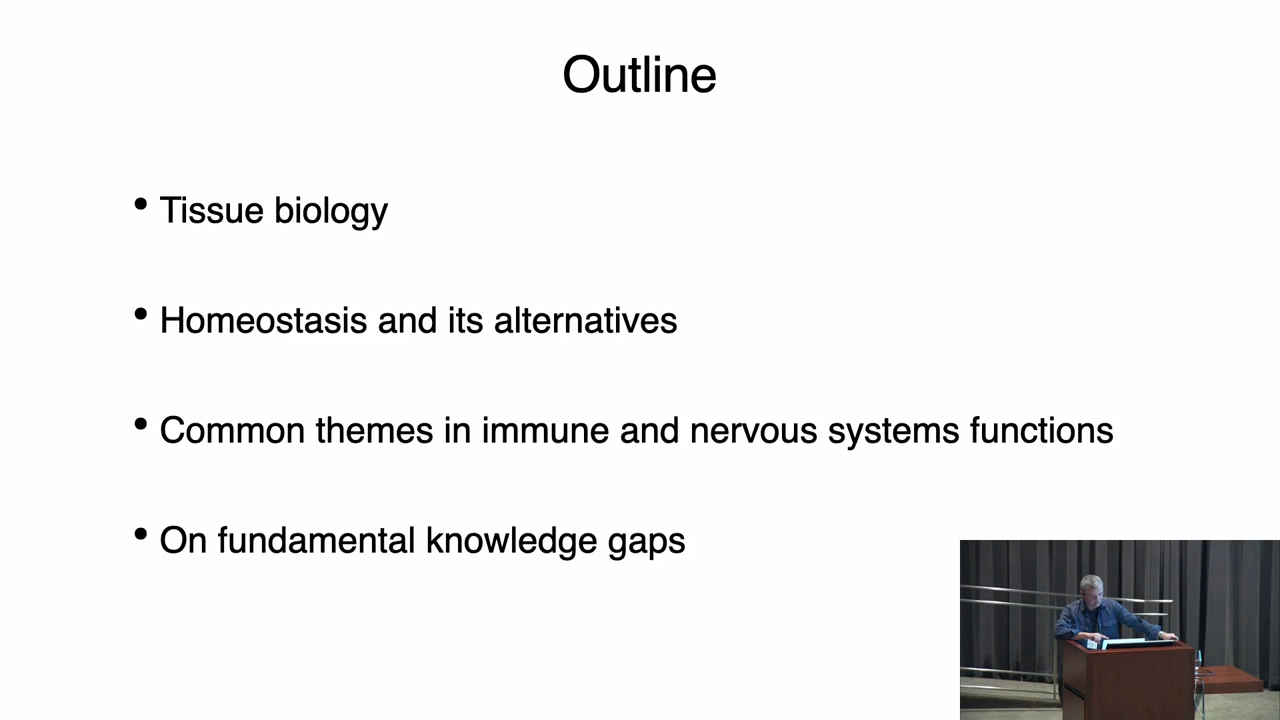 Outline
• Tissue biology
• Homeostasis and its alternatives
• Common themes in immune and nervous systems functions
• On fundamental knowledge gaps